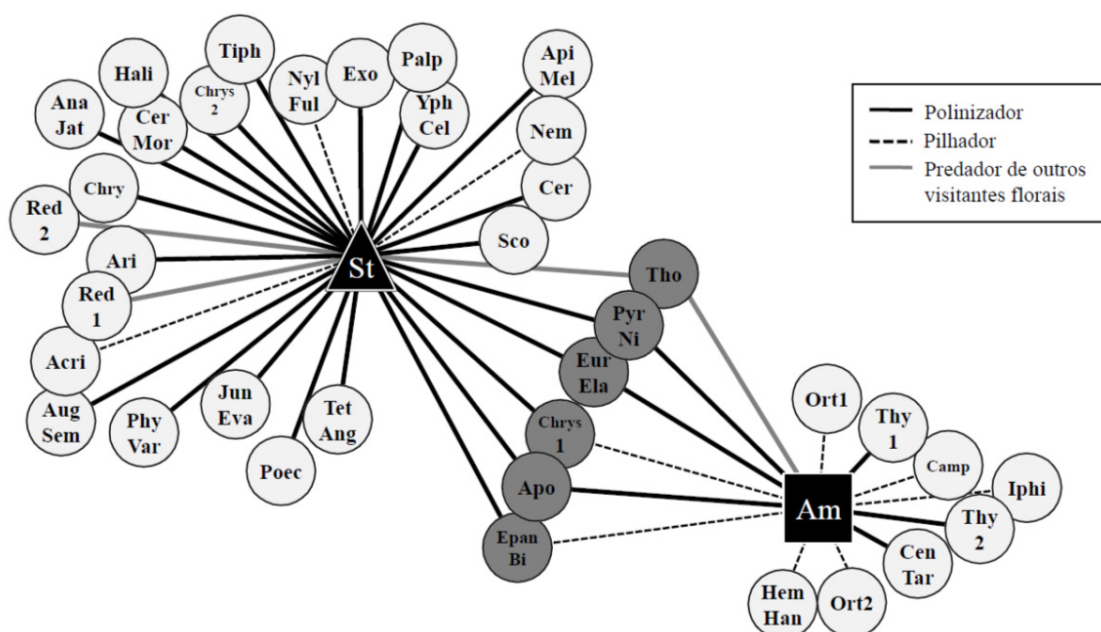 Tiph
Nyl
Ful
Exo
Palp
Api
Mel
Hali
Chrys
2
Yph
Cel
Ana
Jat
Cer
Mor
Nem
Polinizador
Pilhador
Predador de outros
visitantes florais
Chry
Cer
Red
2
Sco
Ari
St
Tho
Red
1
Pyr
Ni
Acri
Eur
Ela
Aug
Sem
Phy
Var
Jun
Eva
Tet
Ang
Poec
Chrys
1
Ort1
Thy
1
Camp
Apo
Iphi
Am
Thy
2
Epan
Bi
Cen
Tar
Hem
Han
Ort2